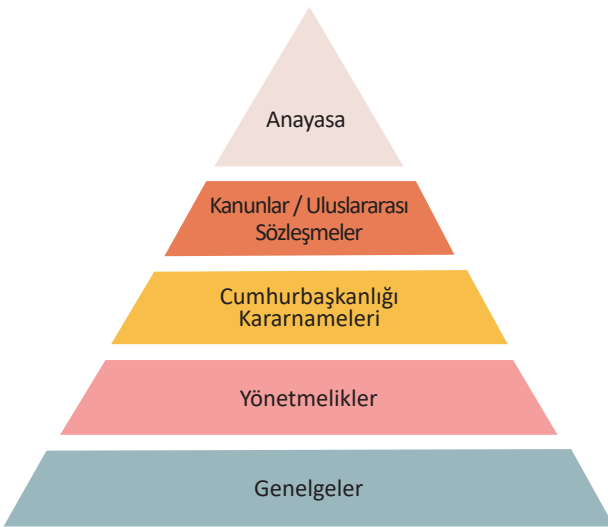 Anayasa
Kanunlar / Uluslararası
Sözleşmeler
Cumhurbaşkanlığı
Kararnameleri
Yönetmelikler
Genelgeler